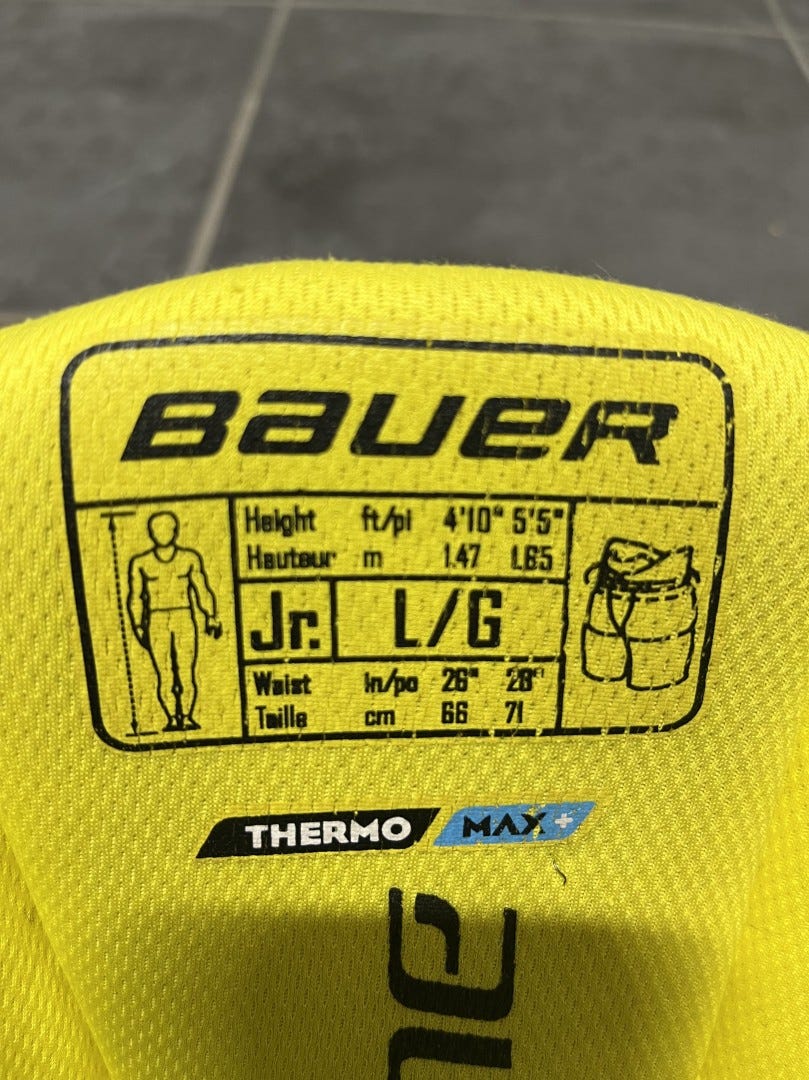 BAUER
Height ft/pi 4'10" 5'5"
Hauteur m 1.47 1.65
Jr. L/G
Waist in/po 26" 28"
Taille cm 66 71
THERMO MAX+